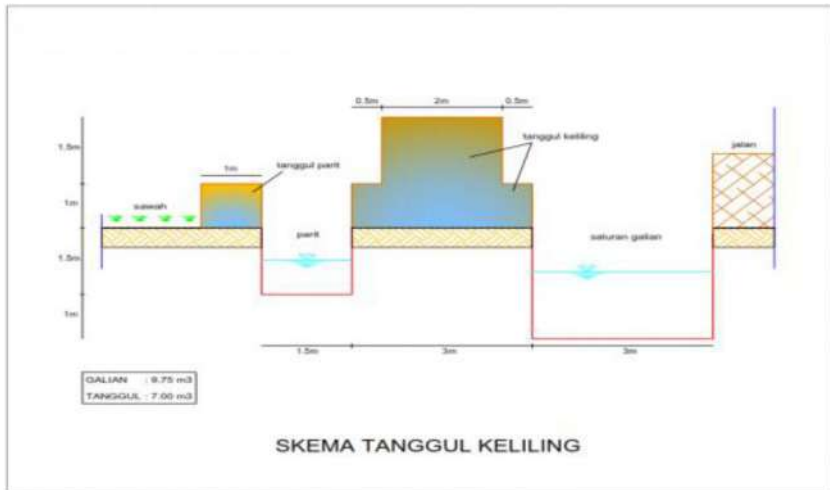 0.5m 2m 0.5m
tanggul keliling
1.5m
jalan
1m
tanggul parit
sawah
1m
parit
saturan galian
1.5m
1m
1.5m 3m 3m
GALIAN : 9.75 m3
TANGGUL : 7.00 m3
SKEMA TANGGUL KELILING